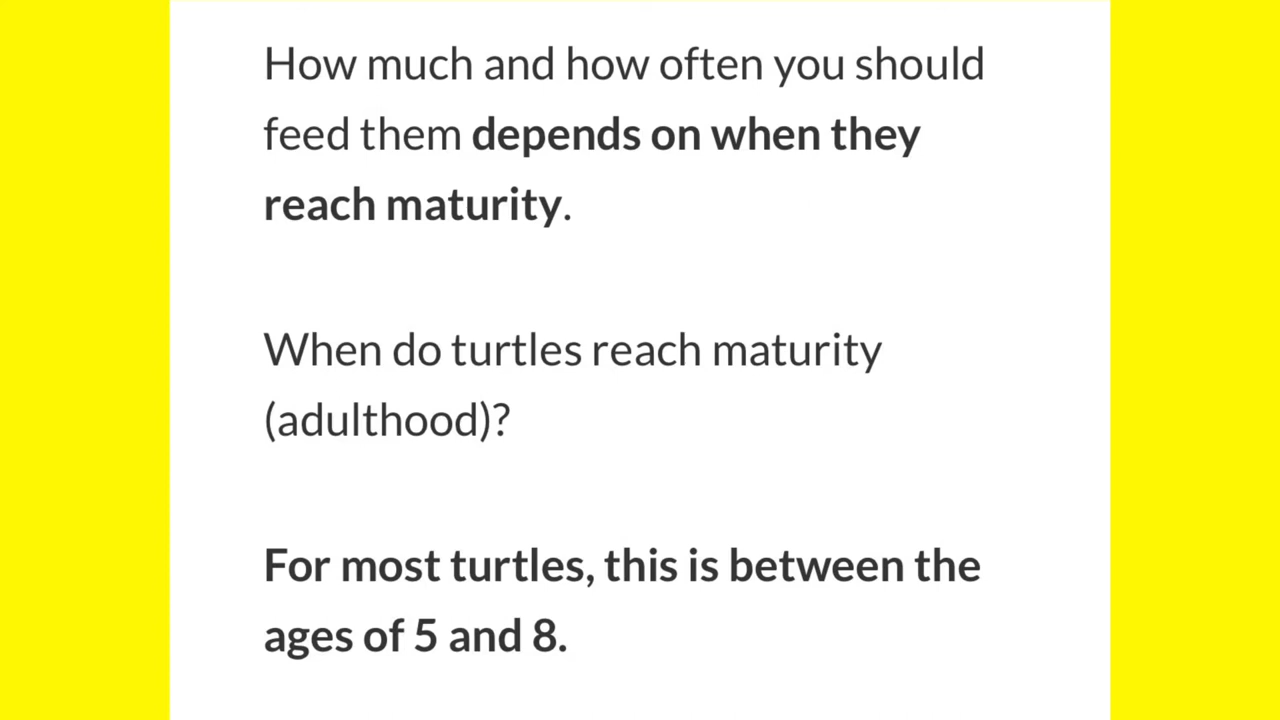 How much and how often you should
feed them depends on when they
reach maturity.
When do turtles reach maturity
(adulthood)?
For most turtles, this is between the
ages of 5 and 8.